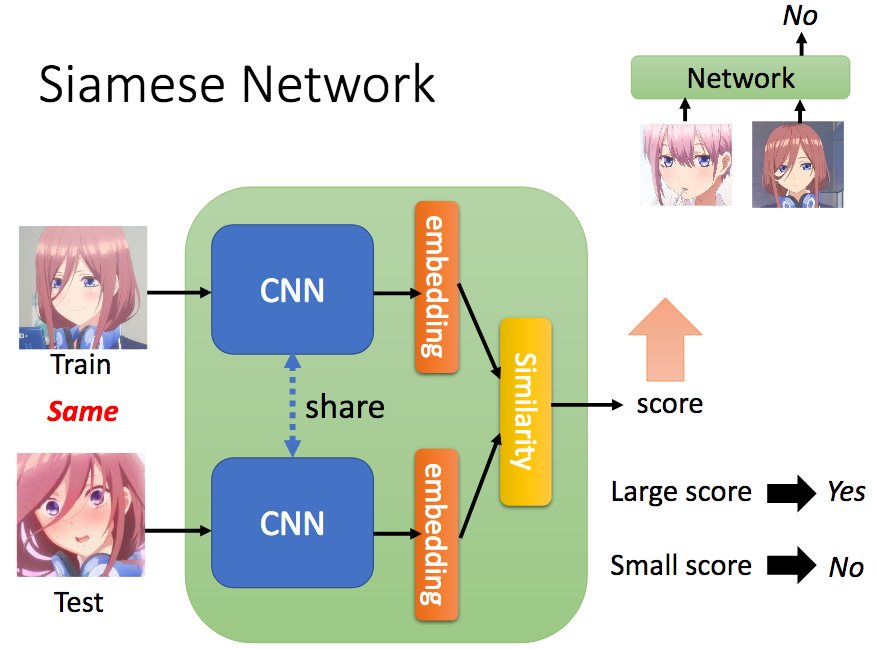 No
Siamese Network
Network
CNN
embedding
Train
Same
share
Similarity
score
CNN
embedding
Test
Large score
Yes
Small score
No